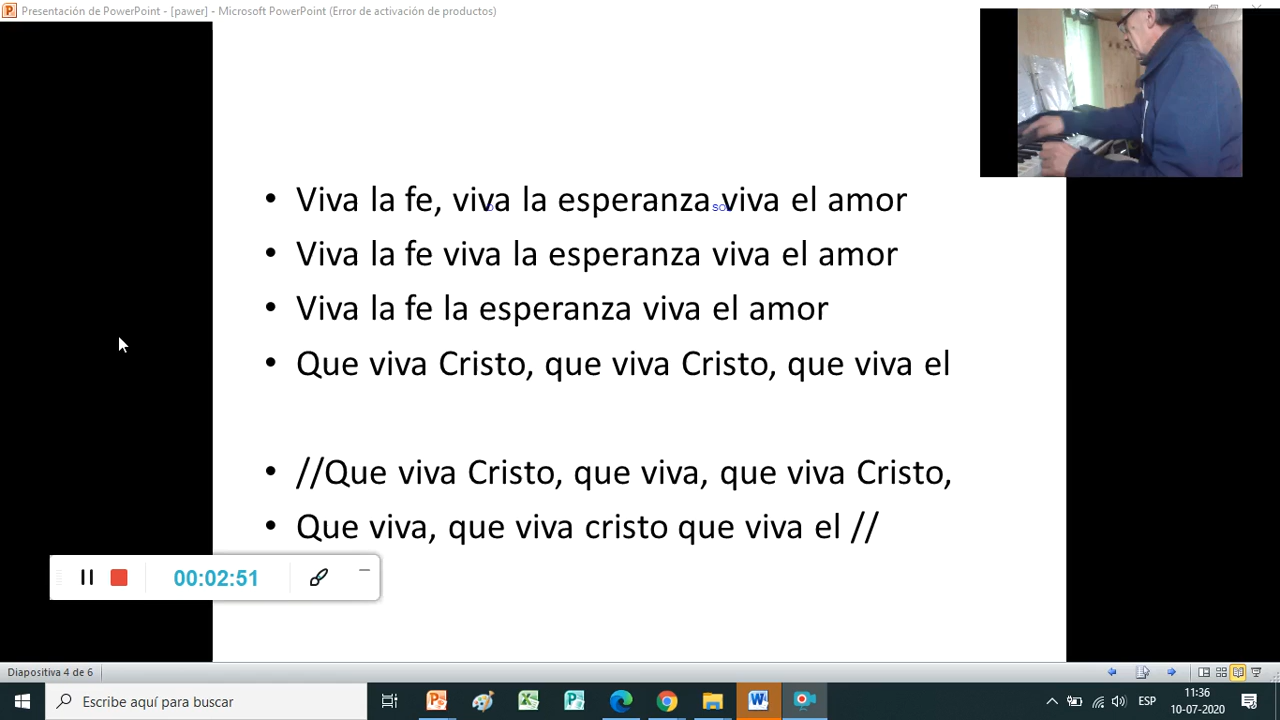 Presentación de PowerPoint - [pawer] - Microsoft PowerPoint (Error de activación de productos)
• Viva la fe, viva la esperanza viva el amor
• Viva la fe viva la esperanza viva el amor
• Viva la fe la esperanza viva el amor
• Que viva Cristo, que viva Cristo, que viva el
• //Que viva Cristo, que viva, que viva Cristo,
• Que viva, que viva cristo que viva el //
00:02:51
Diapositiva 4 de 6
Escribe aquí para buscar
ESP
11:36
10-07-2020